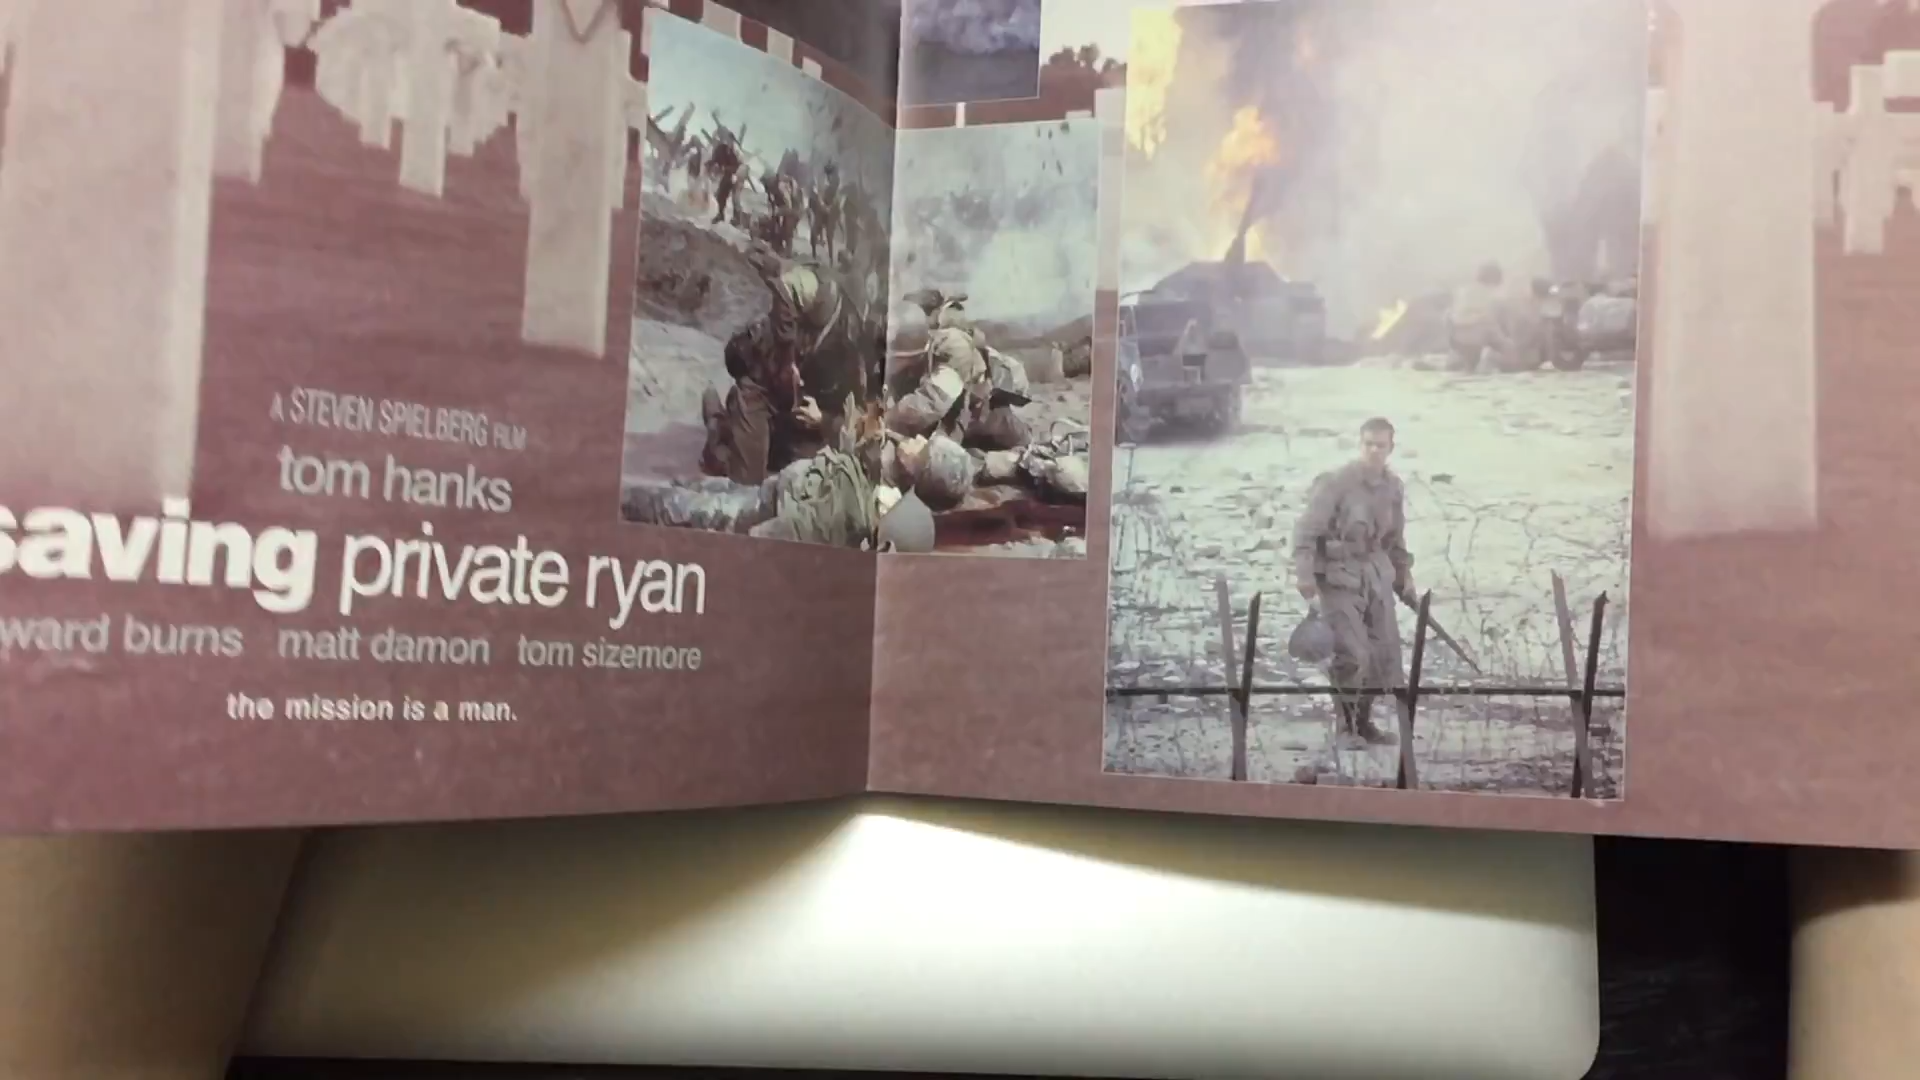 A STEVEN SPIELBERG FILM
tom hanks
saving private ryan
ward burns matt damon tom sizemore
the mission is a man.